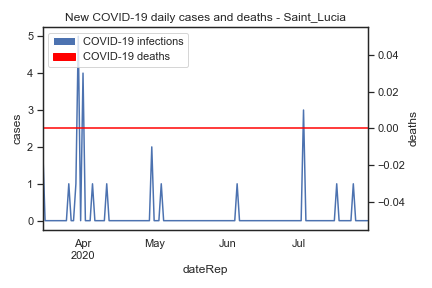 New COVID-19 daily cases and deaths - Saint_Lucia
COVID-19 infections
COVID-19 deaths
5
4
3
2
1
0
cases
0.04
0.02
0.00
−0.02
−0.04
deaths
Apr
2020
May
Jun
Jul
dateRep